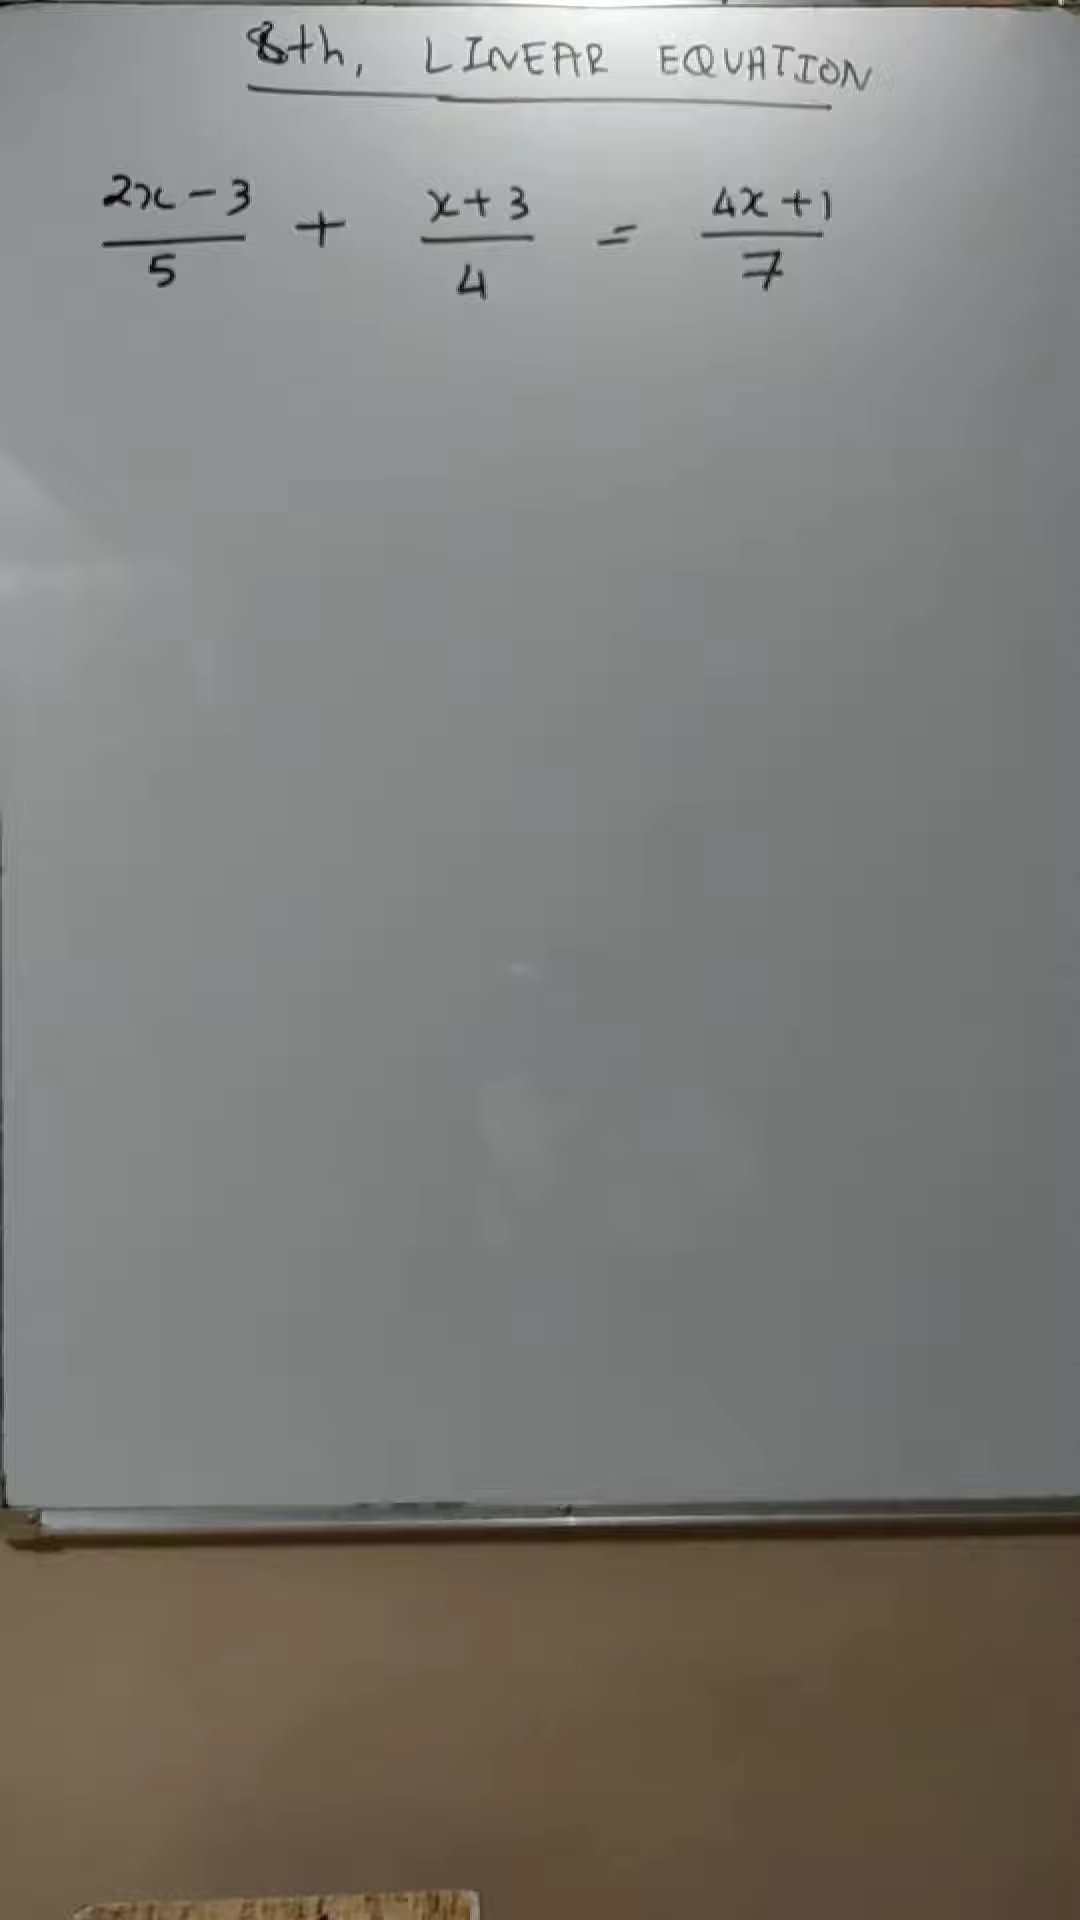 8th, LINEAR EQUATION
2x - 3 / 5 + x + 3 / 4 = 4x + 1 / 7